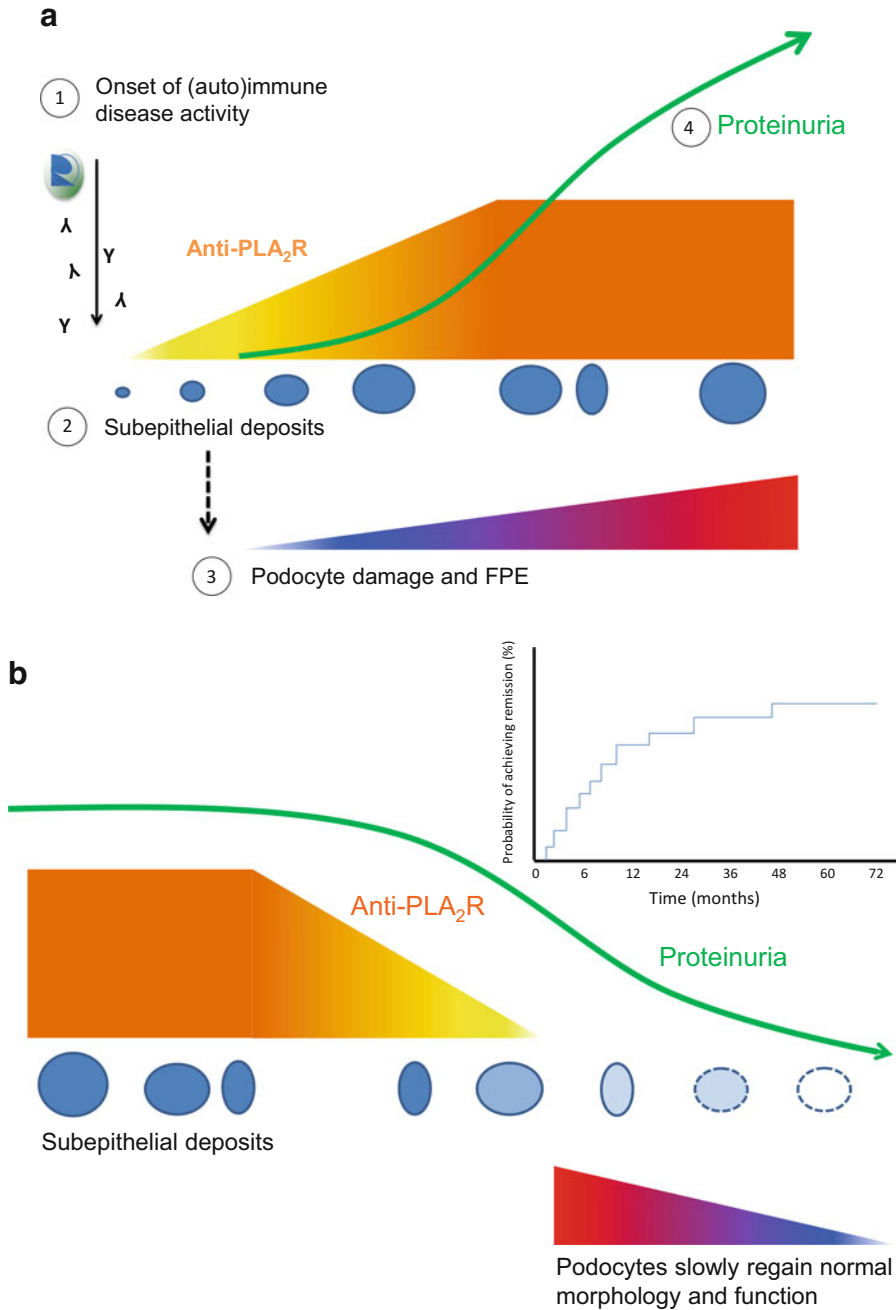 a
1
Onset of (auto)immune
disease activity
4
Proteinuria
Anti-PLA₂R
2
Subepithelial deposits
3
Podocyte damage and FPE
b
Probability of achieving remission (%)
0 6 12 24 36 48 60 72
Time (months)
Anti-PLA₂R
Proteinuria
Subepithelial deposits
Podocytes slowly regain normal
morphology and function